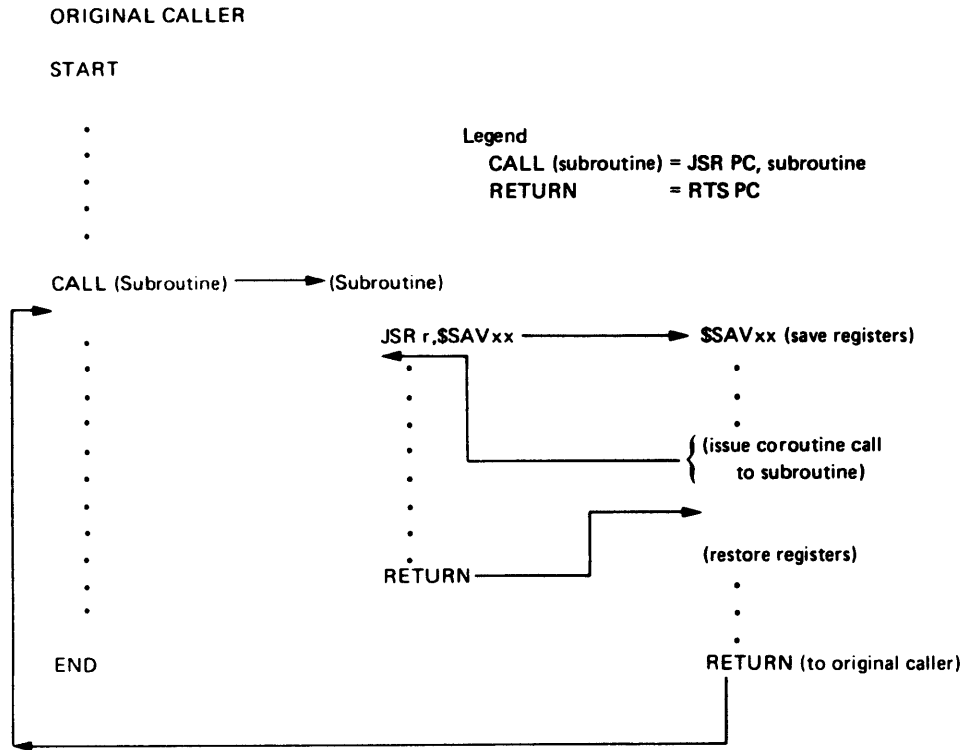 ORIGINAL CALLER
START
Legend
CALL (subroutine) = JSR PC, subroutine
RETURN = RTS PC
CALL (Subroutine) (Subroutine)
JSR r,$SAVxx $SAVxx (save registers)
(issue coroutine call
to subroutine)
(restore registers)
RETURN
END RETURN (to original caller)